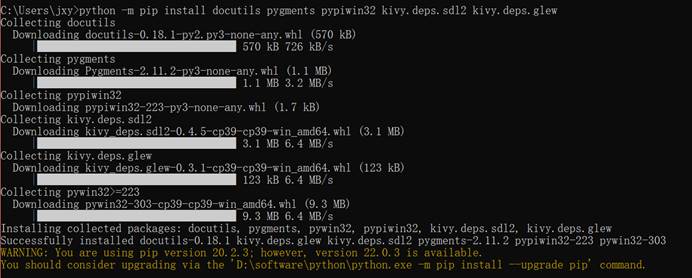 C:\Users\jxy>python -m pip install docutils pygments pypiwin32 kivy.deps.sdl2 kivy.deps.glew
Collecting docutils
Downloading docutils-0.18.1-py2.py3-none-any.whl (570 kB)
570 kB 726 kB/s
Collecting pygments
Downloading Pygments-2.11.2-py3-none-any.whl (1.1 MB)
1.1 MB 3.2 MB/s
Collecting pypiwin32
Downloading pypiwin32-223-py3-none-any.whl (1.7 kB)
Collecting kivy.deps.sdl2
Downloading kivy_deps.sdl2-0.4.5-cp39-cp39-win_amd64.whl (3.1 MB)
3.1 MB 6.4 MB/s
Collecting kivy.deps.glew
Downloading kivy_deps.glew-0.3.1-cp39-cp39-win_amd64.whl (123 kB)
123 kB 6.4 MB/s
Collecting pywin32>=223
Downloading pywin32-303-cp39-cp39-win_amd64.whl (9.3 MB)
9.3 MB 6.4 MB/s
Installing collected packages: docutils, pygments, pywin32, pypiwin32, kivy.deps.sdl2, kivy.deps.glew
Successfully installed docutils-0.18.1 kivy.deps.glew kivy.deps.sdl2 pygments-2.11.2 pypiwin32-223 pywin32-303
WARNING: You are using pip version 20.2.3; however, version 22.0.3 is available.
You should consider upgrading via the 'D:\software\python\python.exe -m pip install --upgrade pip' command.